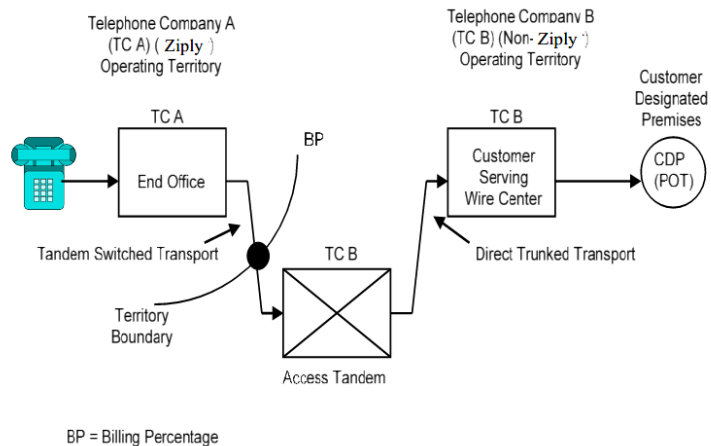 Telephone Company A
(TC A) ( Ziply )
Operating Territory
Telephone Company B
(TC B) (Non- Ziply )
Operating Territory
Customer
Designated
Premises
TC A
End Office
BP
TC B
Customer
Serving
Wire Center
CDP
(POT)
Tandem Switched Transport
TC B
Direct Trunked Transport
Territory
Boundary
Access Tandem
BP = Billing Percentage